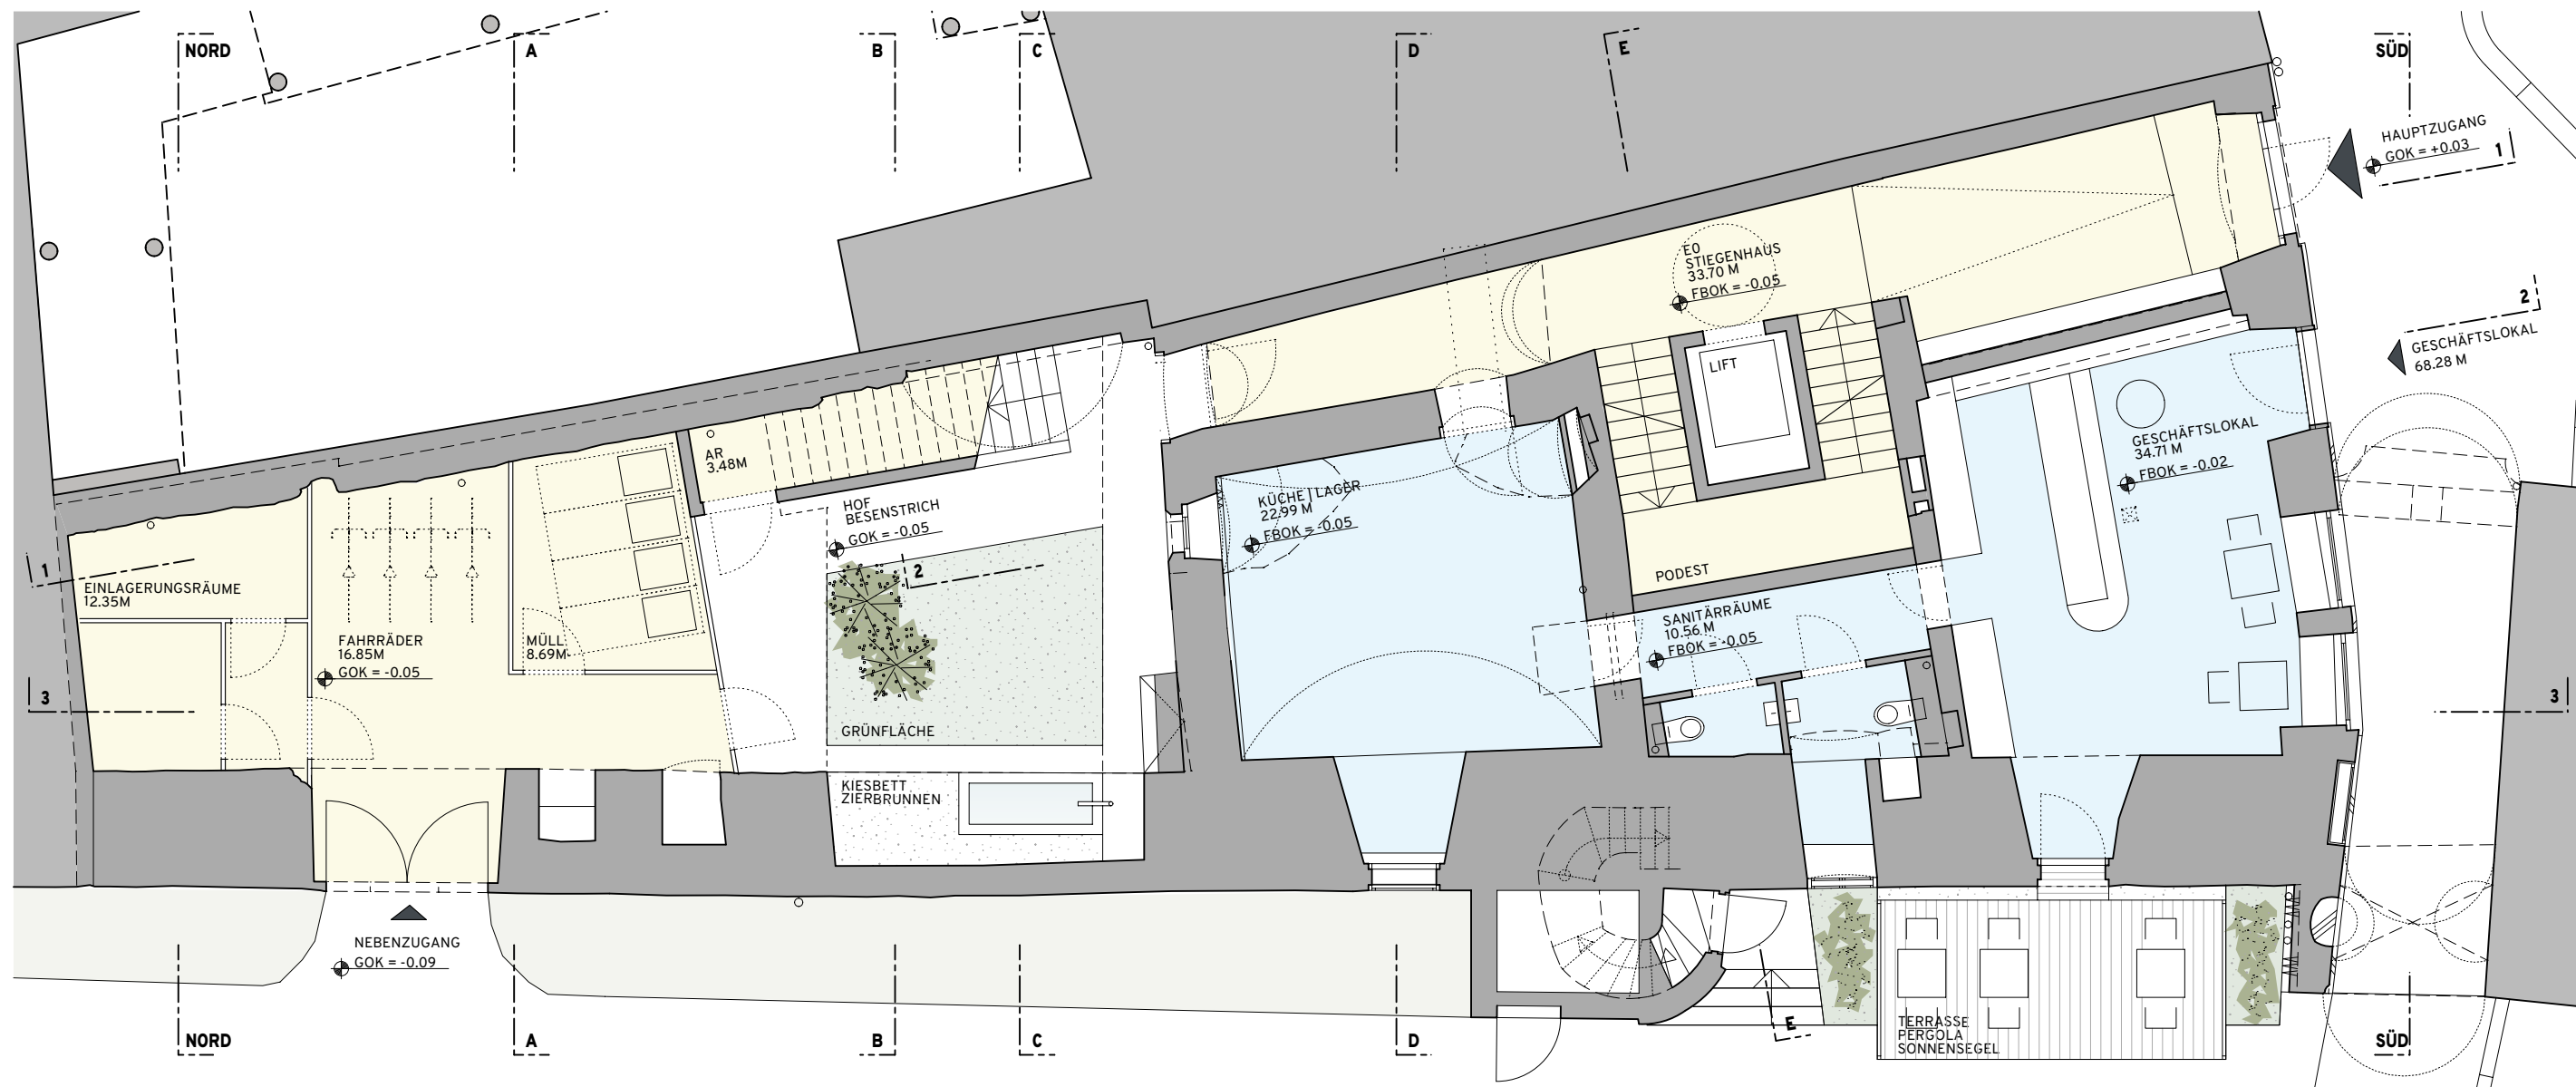 NORD
A
B
C
D
E
SÜD
HAUPTZUGANG
GOK = +0.03
1
2
GESCHÄFTSLOKAL
68.28 M
E0
STIEGENHAUS
33.70 M
FBOK = -0.05
LIFT
AR
3.48M
HOF
BESENSTRICH
GOK = -0.05
KÜCHE | LAGER
22.99 M
FBOK = -0.05
GESCHÄFTSLOKAL
34.71 M
FBOK = -0.02
1
EINLAGERUNGSRÄUME
12.35M
2
PODEST
SANITÄRRÄUME
10.56 M
FBOK = -0.05
FAHRRÄDER
16.85M
GOK = -0.05
MÜLL
8.69M
3
3
GRÜNFLÄCHE
KIESBETT
ZIERBRUNNEN
NEBENZUGANG
GOK = -0.09
TERRASSE
PERGOLA
SONNENSEGEL
NORD
A
B
C
D
E
SÜD